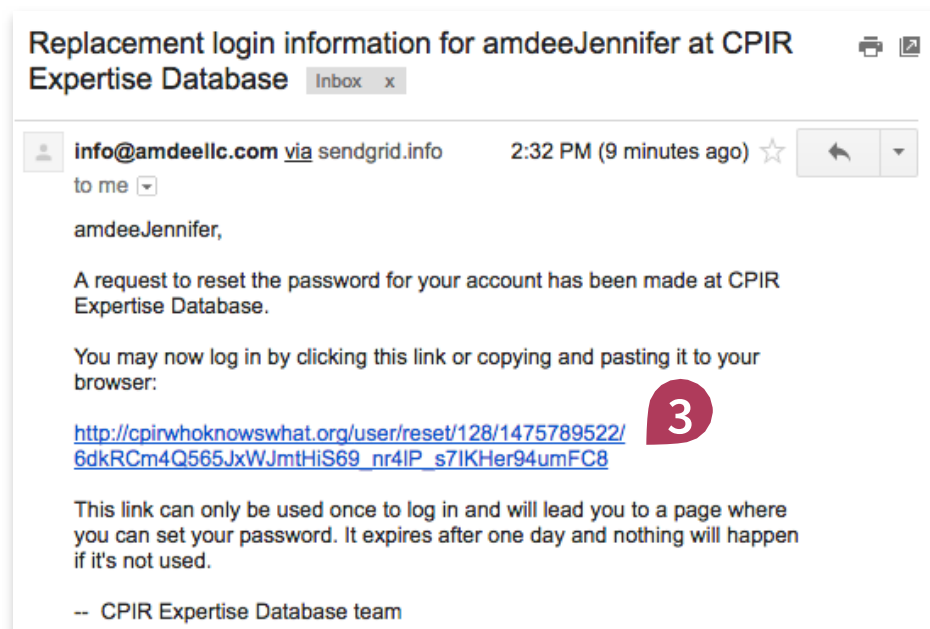 Replacement login information for amdeeJennifer at CPIR
Expertise Database Inbox x
info@amdeellc.com via sendgrid.info 2:32 PM (9 minutes ago)
to me
amdeeJennifer,
A request to reset the password for your account has been made at CPIR
Expertise Database.
You may now log in by clicking this link or copying and pasting it to your
browser:
http://cpirwhoknowswhat.org/user/reset/128/1475789522/
3
6dkRCm4Q565JxWJmtHiS69_nr4IP_s7IKHer94umFC8
This link can only be used once to log in and will lead you to a page where
you can set your password. It expires after one day and nothing will happen
if it's not used.
-- CPIR Expertise Database team